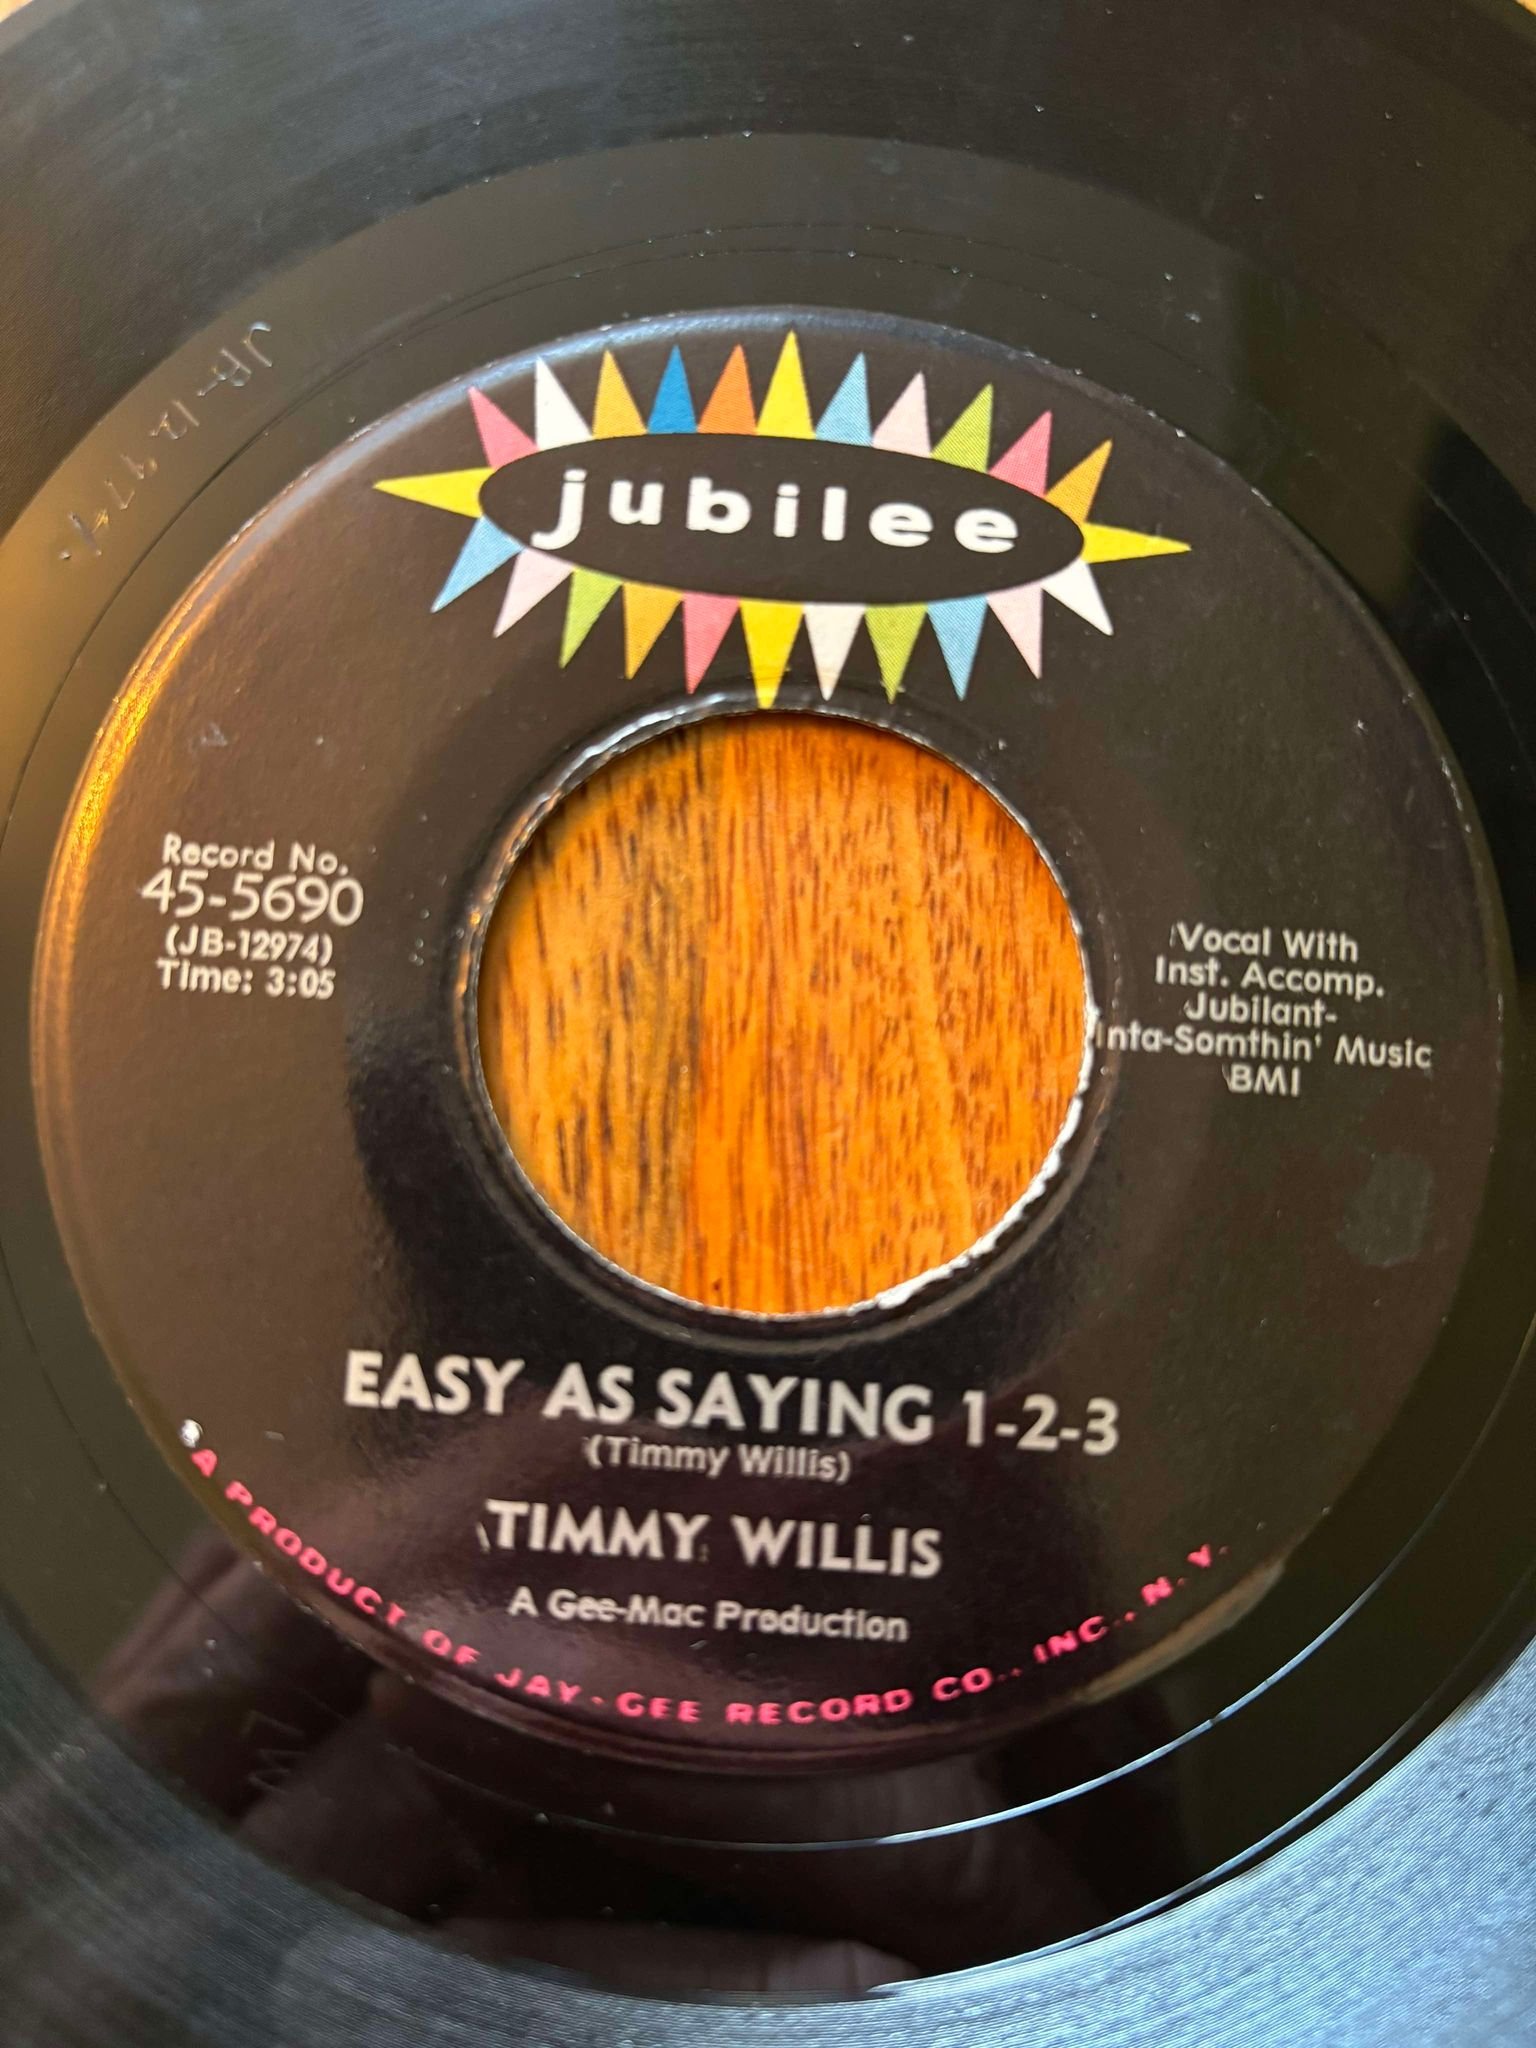 jubilee
Record No.
45-5690
(JB-12974)
Time: 3:05
Vocal With
Inst. Accomp.
Jubilant-
Inta-Somthin' Music
BMI
EASY AS SAYING 1-2-3
(Timmy Willis)
TIMMY WILLIS
A Gee-Mac Production
A PRODUCT OF JAY-GEE RECORD CO., INC., N.Y.
JB-12974